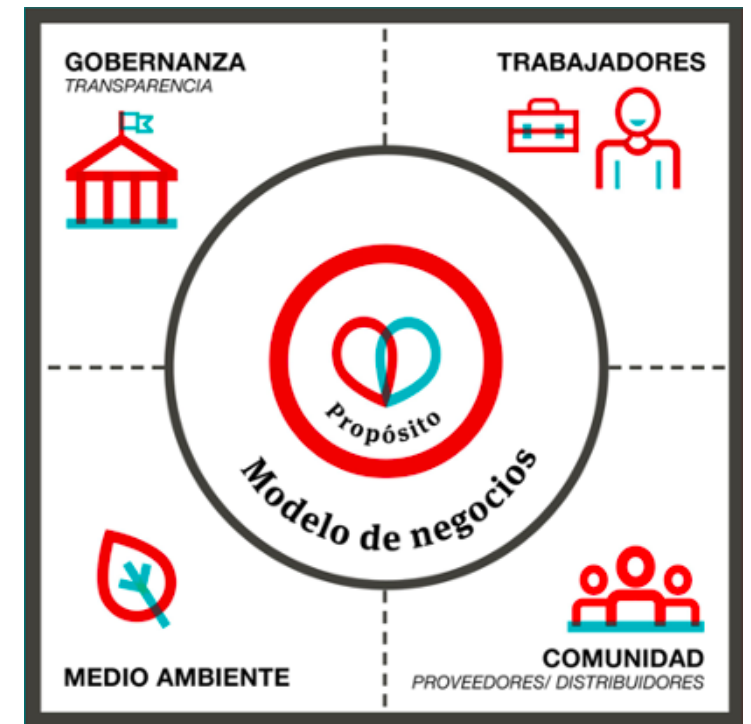 GOBERNANZA
TRANSPARENCIA
TRABAJADORES
Propósito
Modelo de negocios
MEDIO AMBIENTE
COMUNIDAD
PROVEEDORES/ DISTRIBUIDORES